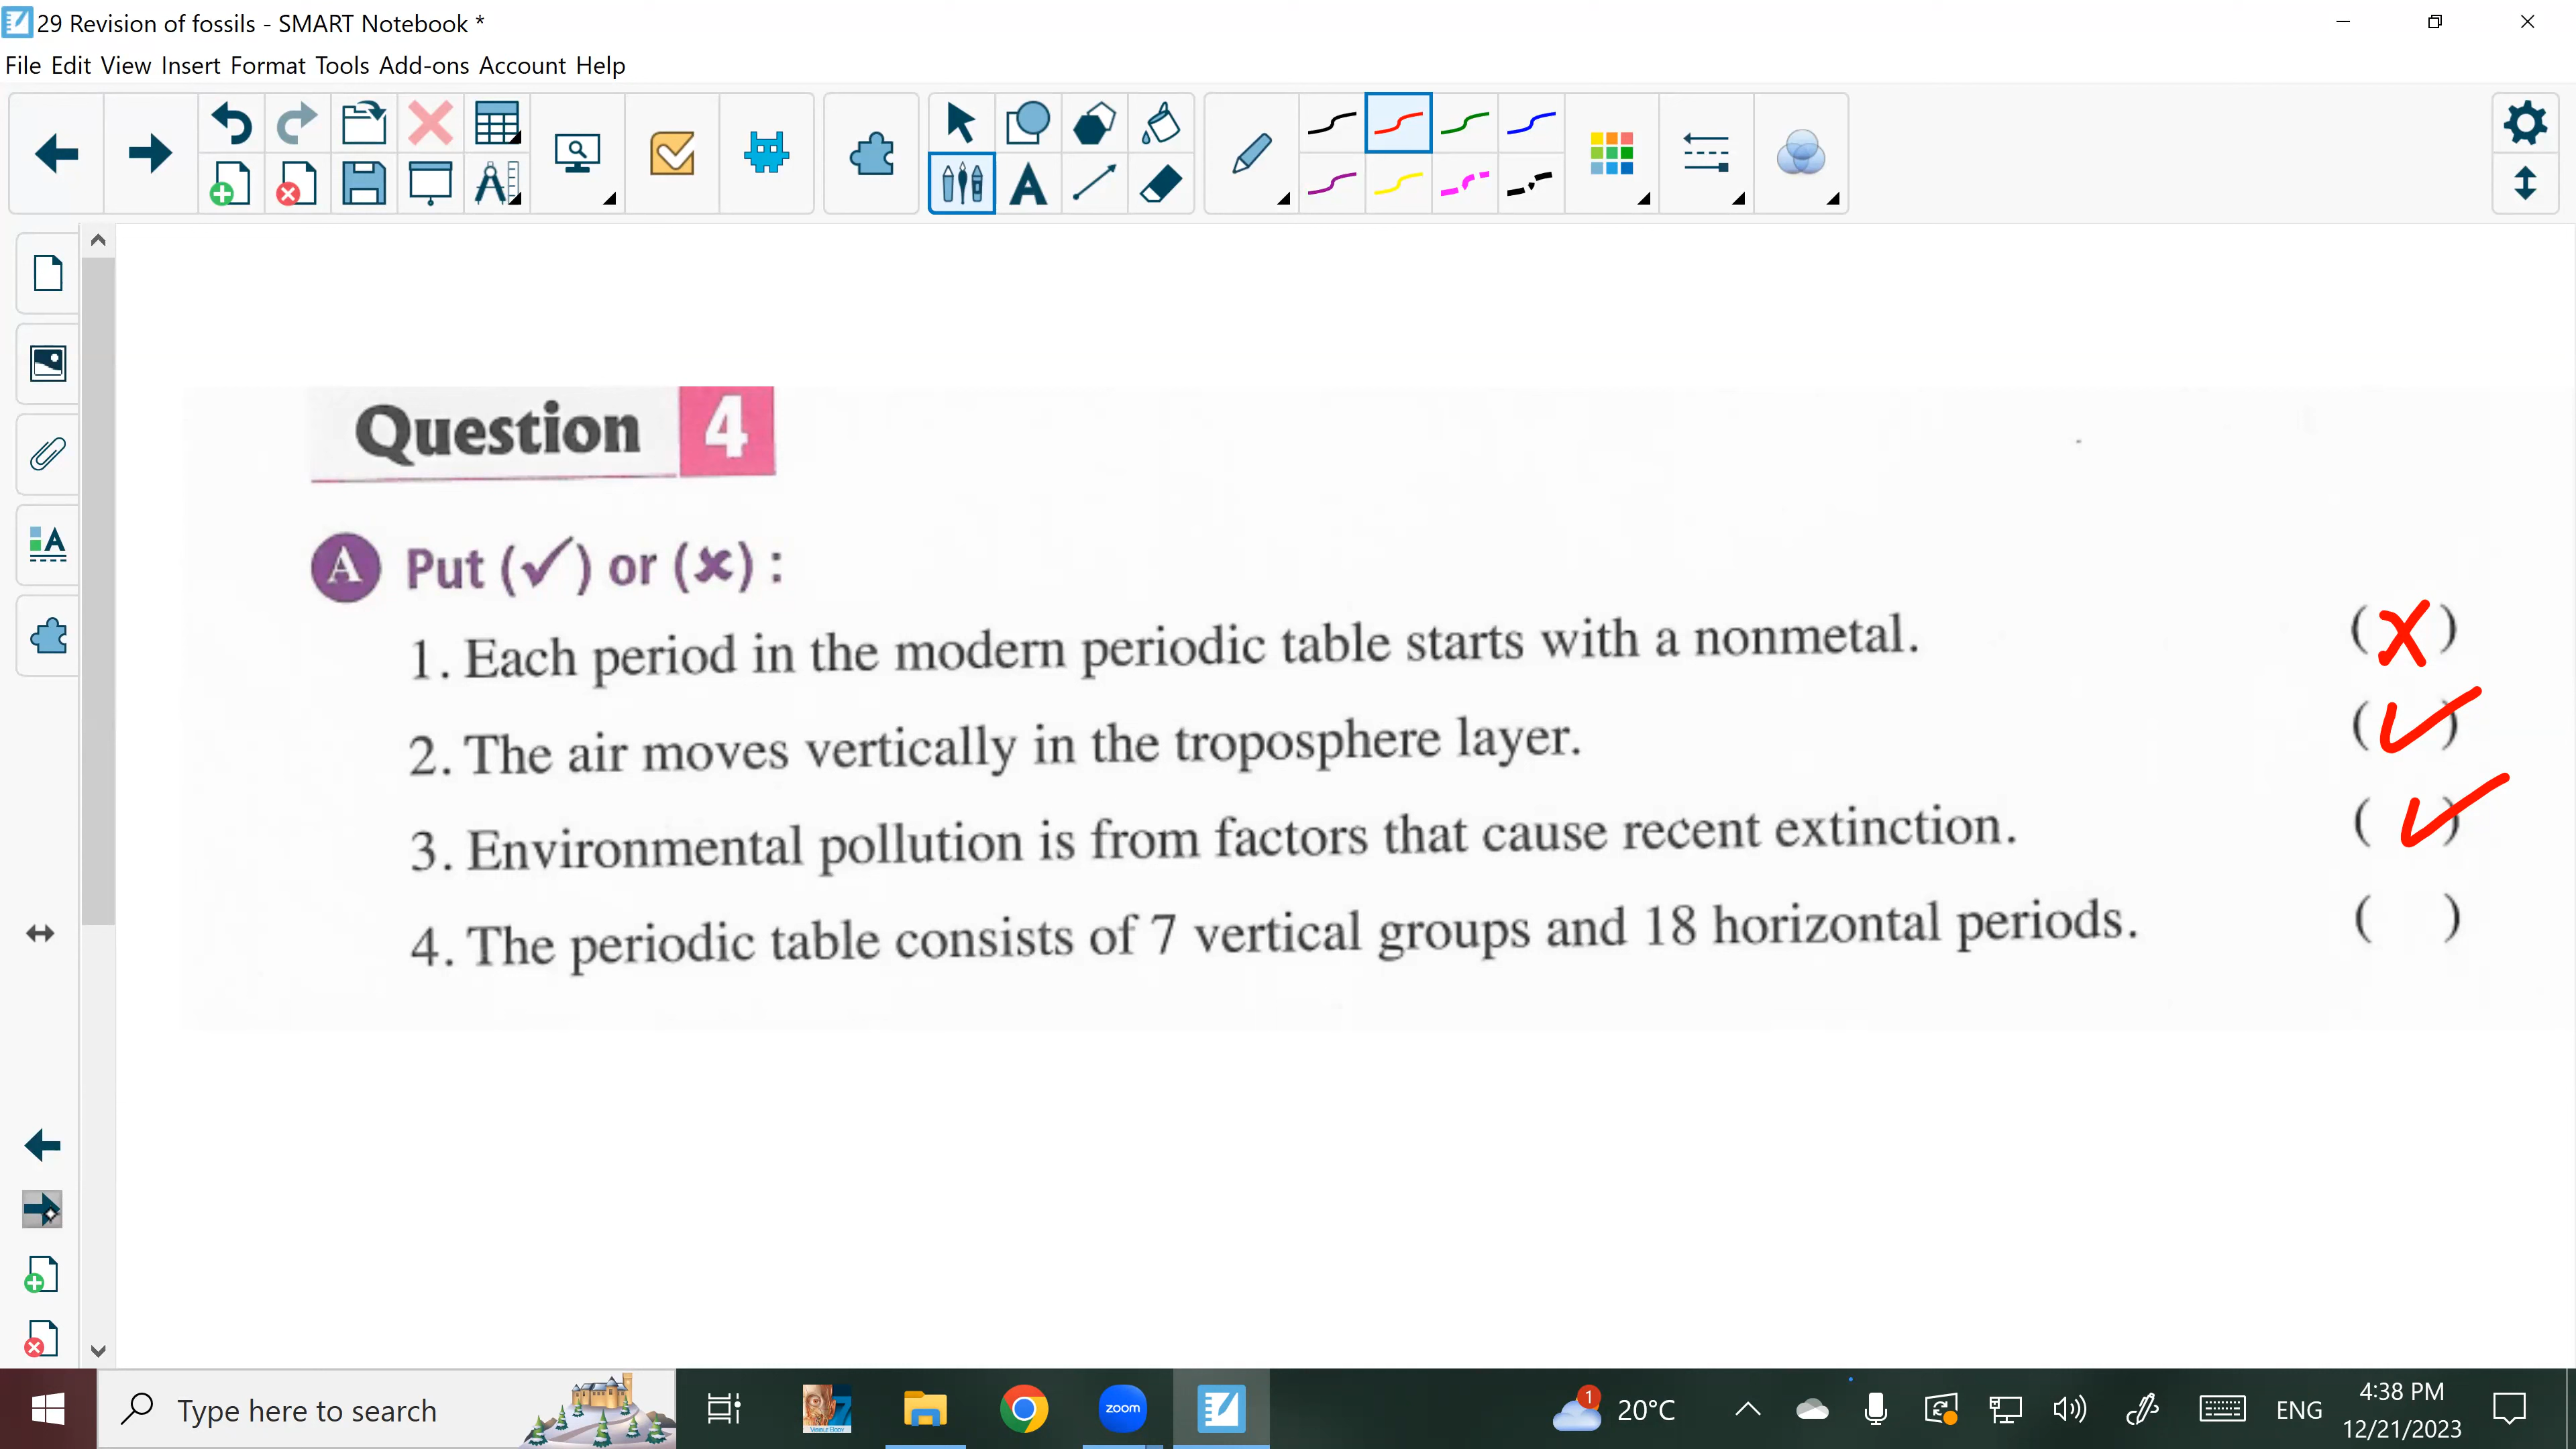 29 Revision of fossils - SMART Notebook *
File Edit View Insert Format Tools Add-ons Account Help
Question 4
A Put (✓) or (✗) :
1. Each period in the modern periodic table starts with a nonmetal. (X)
2. The air moves vertically in the troposphere layer. (✓)
3. Environmental pollution is from factors that cause recent extinction. (✓)
4. The periodic table consists of 7 vertical groups and 18 horizontal periods. ( )
Type here to search
zoom
1
20°C
ENG
4:38 PM
12/21/2023